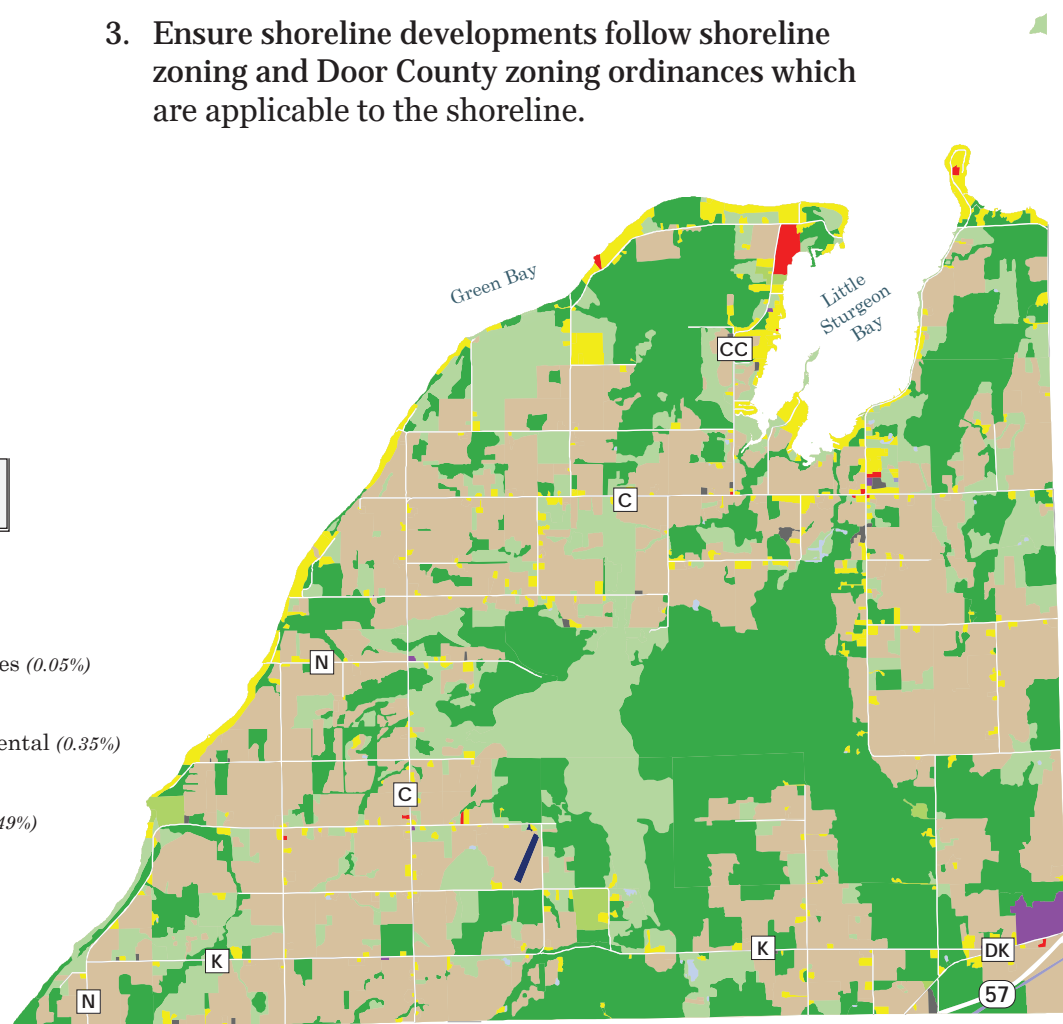 3. Ensure shoreline developments follow shoreline
zoning and Door County zoning ordinances which
are applicable to the shoreline.
Green Bay
Little
Sturgeon
Bay
CC
C
es (0.05%)
N
ental (0.35%)
C
49%)
K
K
DK
N
57